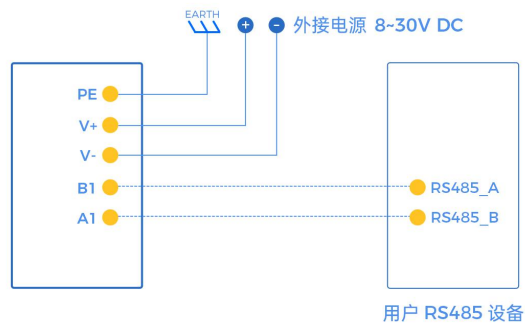 EARTH
+ - 外接电源 8~30V DC
PE
V+
V-
B1
A1
RS485_A
RS485_B
用户 RS485 设备